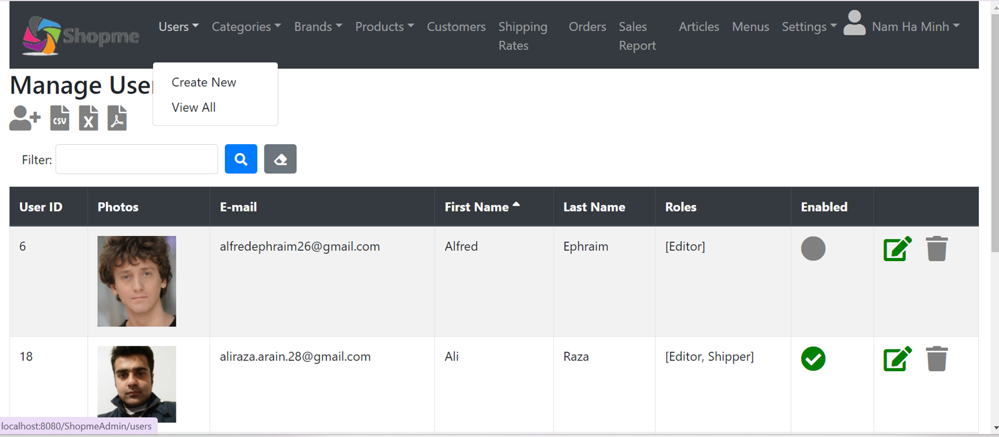 Shopme
Users Categories Brands Products Customers Shipping Rates Orders Sales Report Articles Menus Settings Nam Ha Minh
Create New
View All
Manage User
CSV X
Filter:
User ID Photos E-mail First Name Last Name Roles Enabled
6 alfredephraim26@gmail.com Alfred Ephraim [Editor]
18 aliraza.arain.28@gmail.com Ali Raza [Editor, Shipper]
localhost:8080/ShopmeAdmin/users